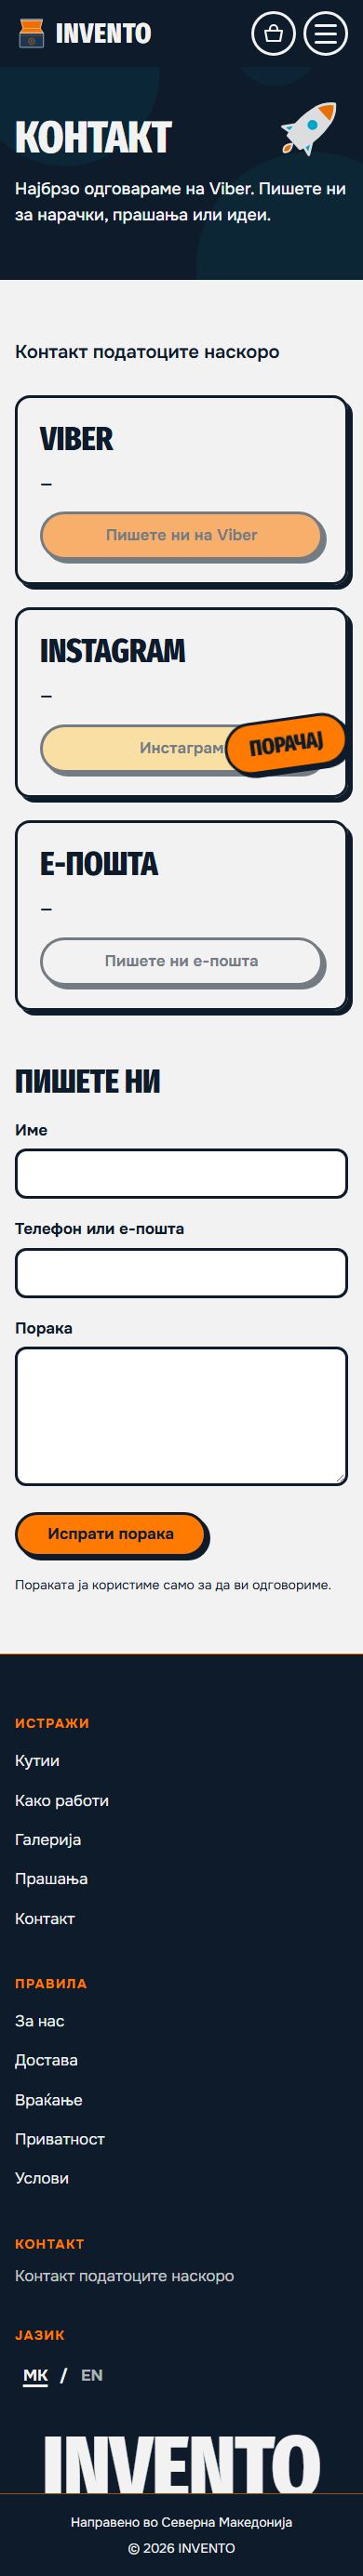 INVENTO
КОНТАКТ
Најбрзо одговараме на Viber. Пишете ни
за нарачки, прашања или идеи.
Контакт податоците наскоро
VIBER
–
Пишете ни на Viber
INSTAGRAM
–
Инстаграм
ПОРАЧАЈ
Е-ПОШТА
–
Пишете ни е-пошта
ПИШЕТЕ НИ
Име
Телефон или е-пошта
Порака
Испрати порака
Пораката ја користиме само за да ви одговориме.
ИСТРАЖИ
Кутии
Како работи
Галерија
Прашања
Контакт
ПРАВИЛА
За нас
Достава
Враќање
Приватност
Услови
КОНТАКТ
Контакт податоците наскоро
ЈАЗИК
МК / EN
INVENTO
Направено во Северна Македонија
© 2026 INVENTO